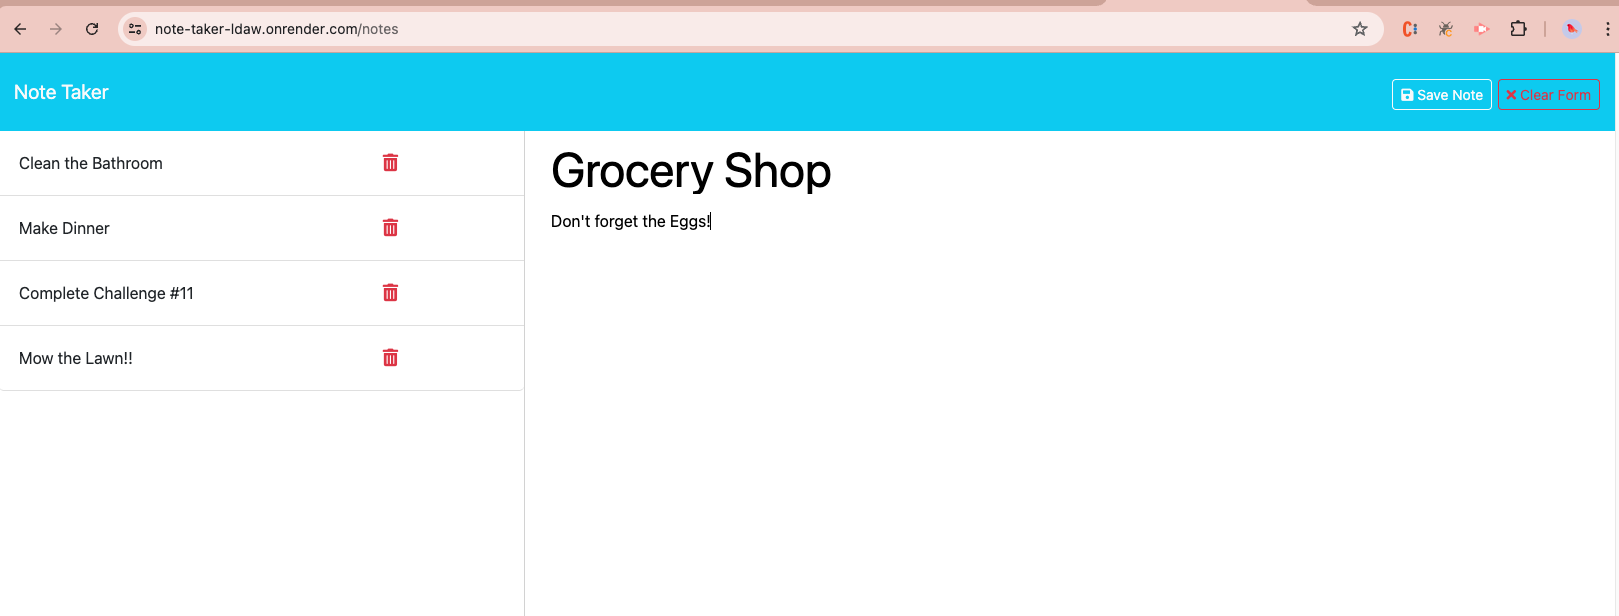 note-taker-ldaw.onrender.com/notes
Note Taker
Save Note
Clear Form
Clean the Bathroom
Make Dinner
Complete Challenge #11
Mow the Lawn!!
Grocery Shop
Don't forget the Eggs!